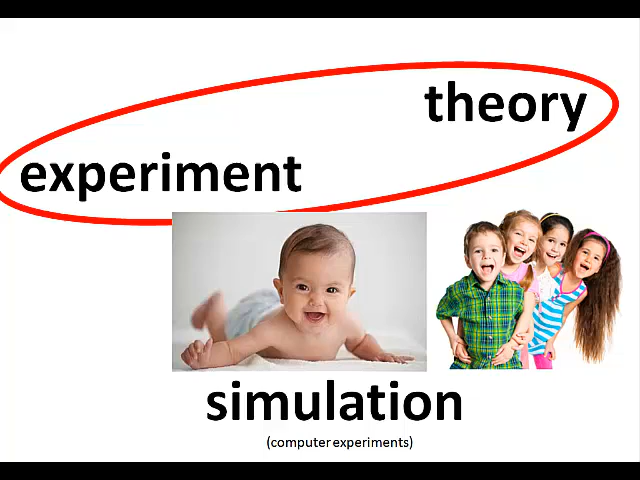 theory
experiment
simulation
(computer experiments)